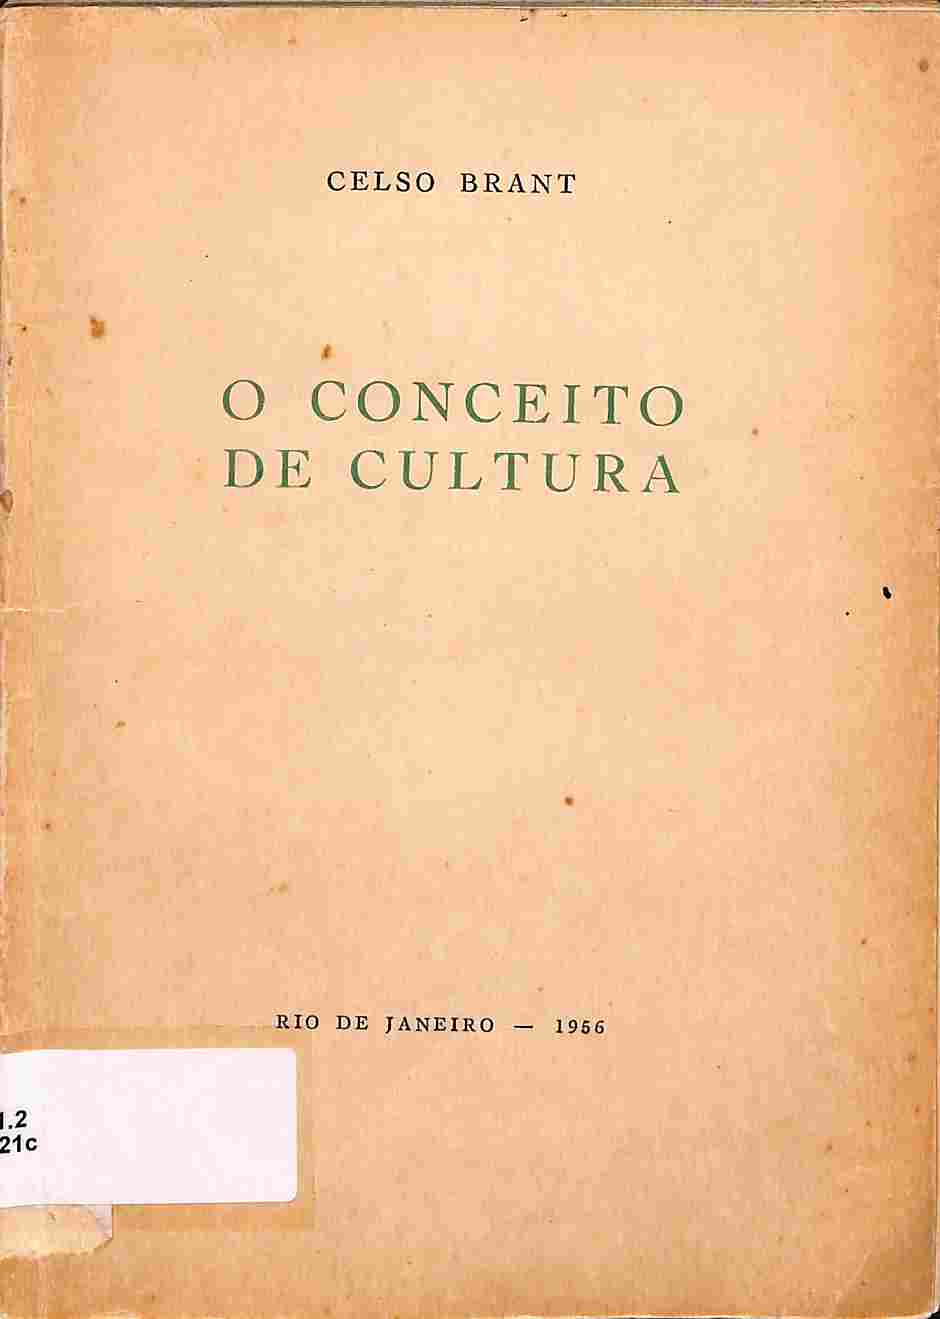 CELSO BRANT
O CONCEITO
DE CULTURA
RIO DE JANEIRO — 1956
1.2
21c